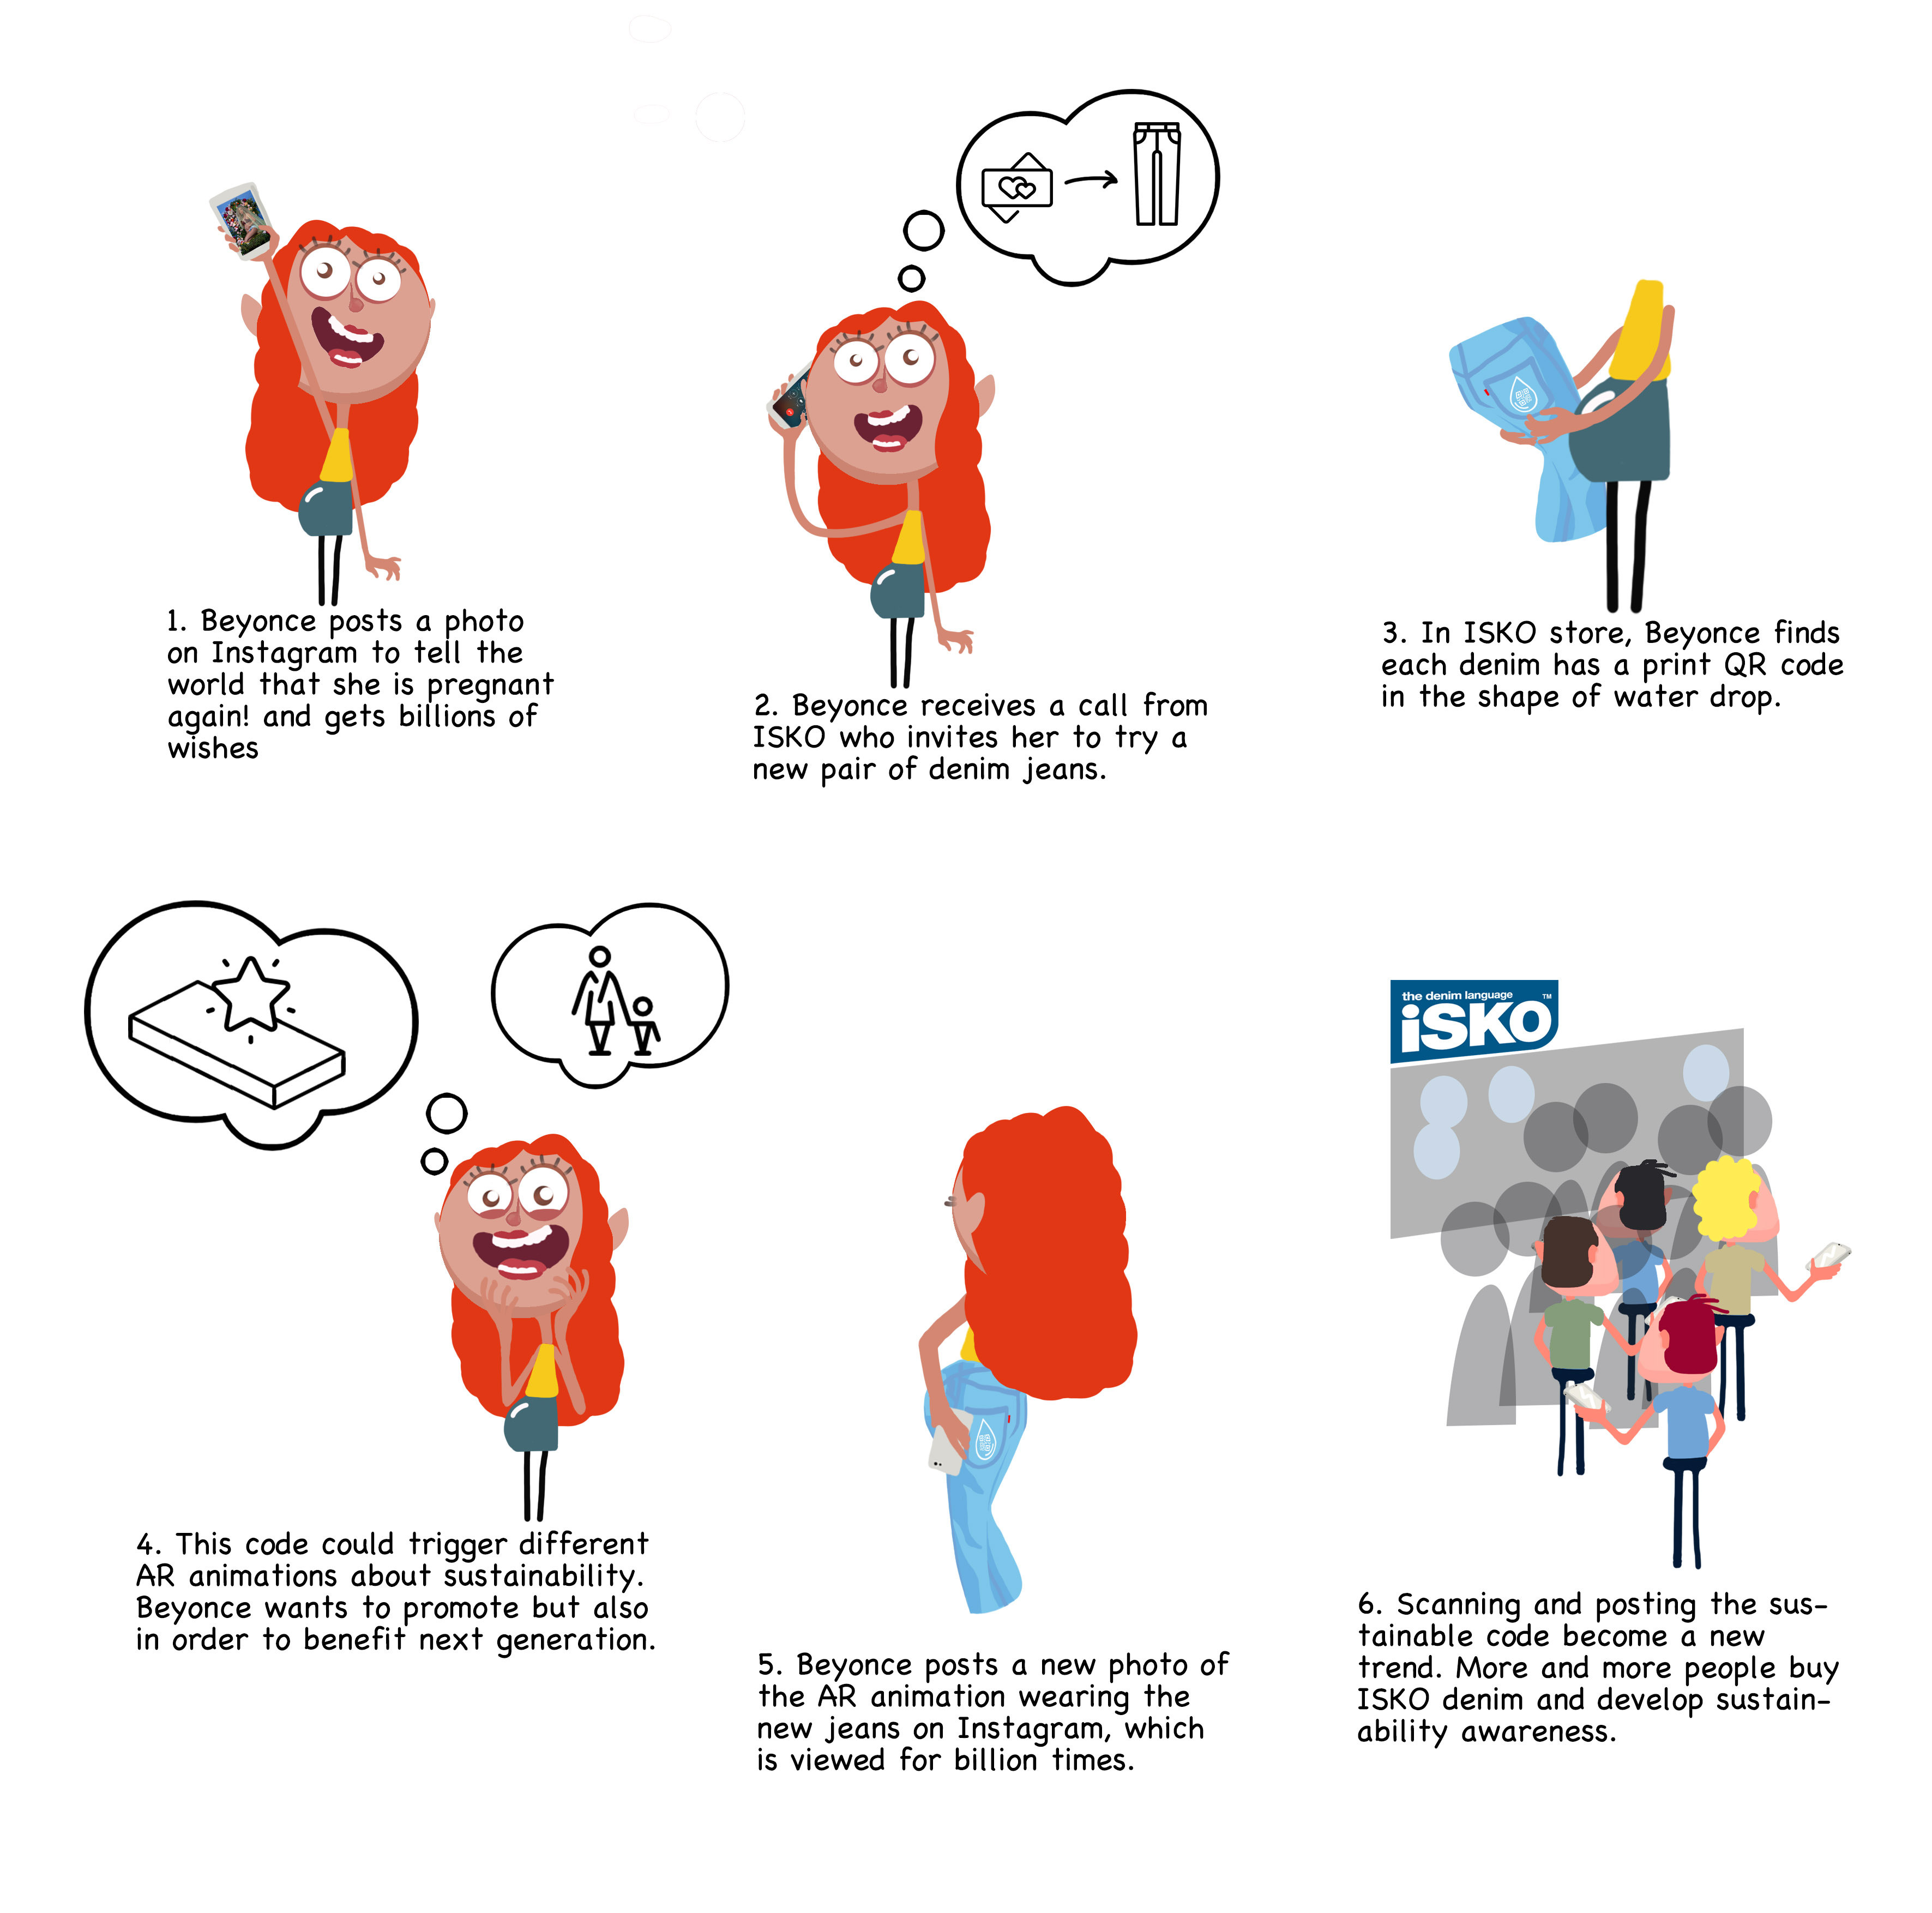 1. Beyonce posts a photo
on Instagram to tell the
world that she is pregnant
again! and gets billions of
wishes
2. Beyonce receives a call from
ISKO who invites her to try a
new pair of denim jeans.
3. In ISKO store, Beyonce finds
each denim has a print QR code
in the shape of water drop.
4. This code could trigger different
AR animations about sustainability.
Beyonce wants to promote but also
in order to benefit next generation.
5. Beyonce posts a new photo of
the AR animation wearing the
new jeans on Instagram, which
is viewed for billion times.
the denim language
iSKO™
6. Scanning and posting the sus-
tainable code become a new
trend. More and more people buy
ISKO denim and develop sustain-
ability awareness.